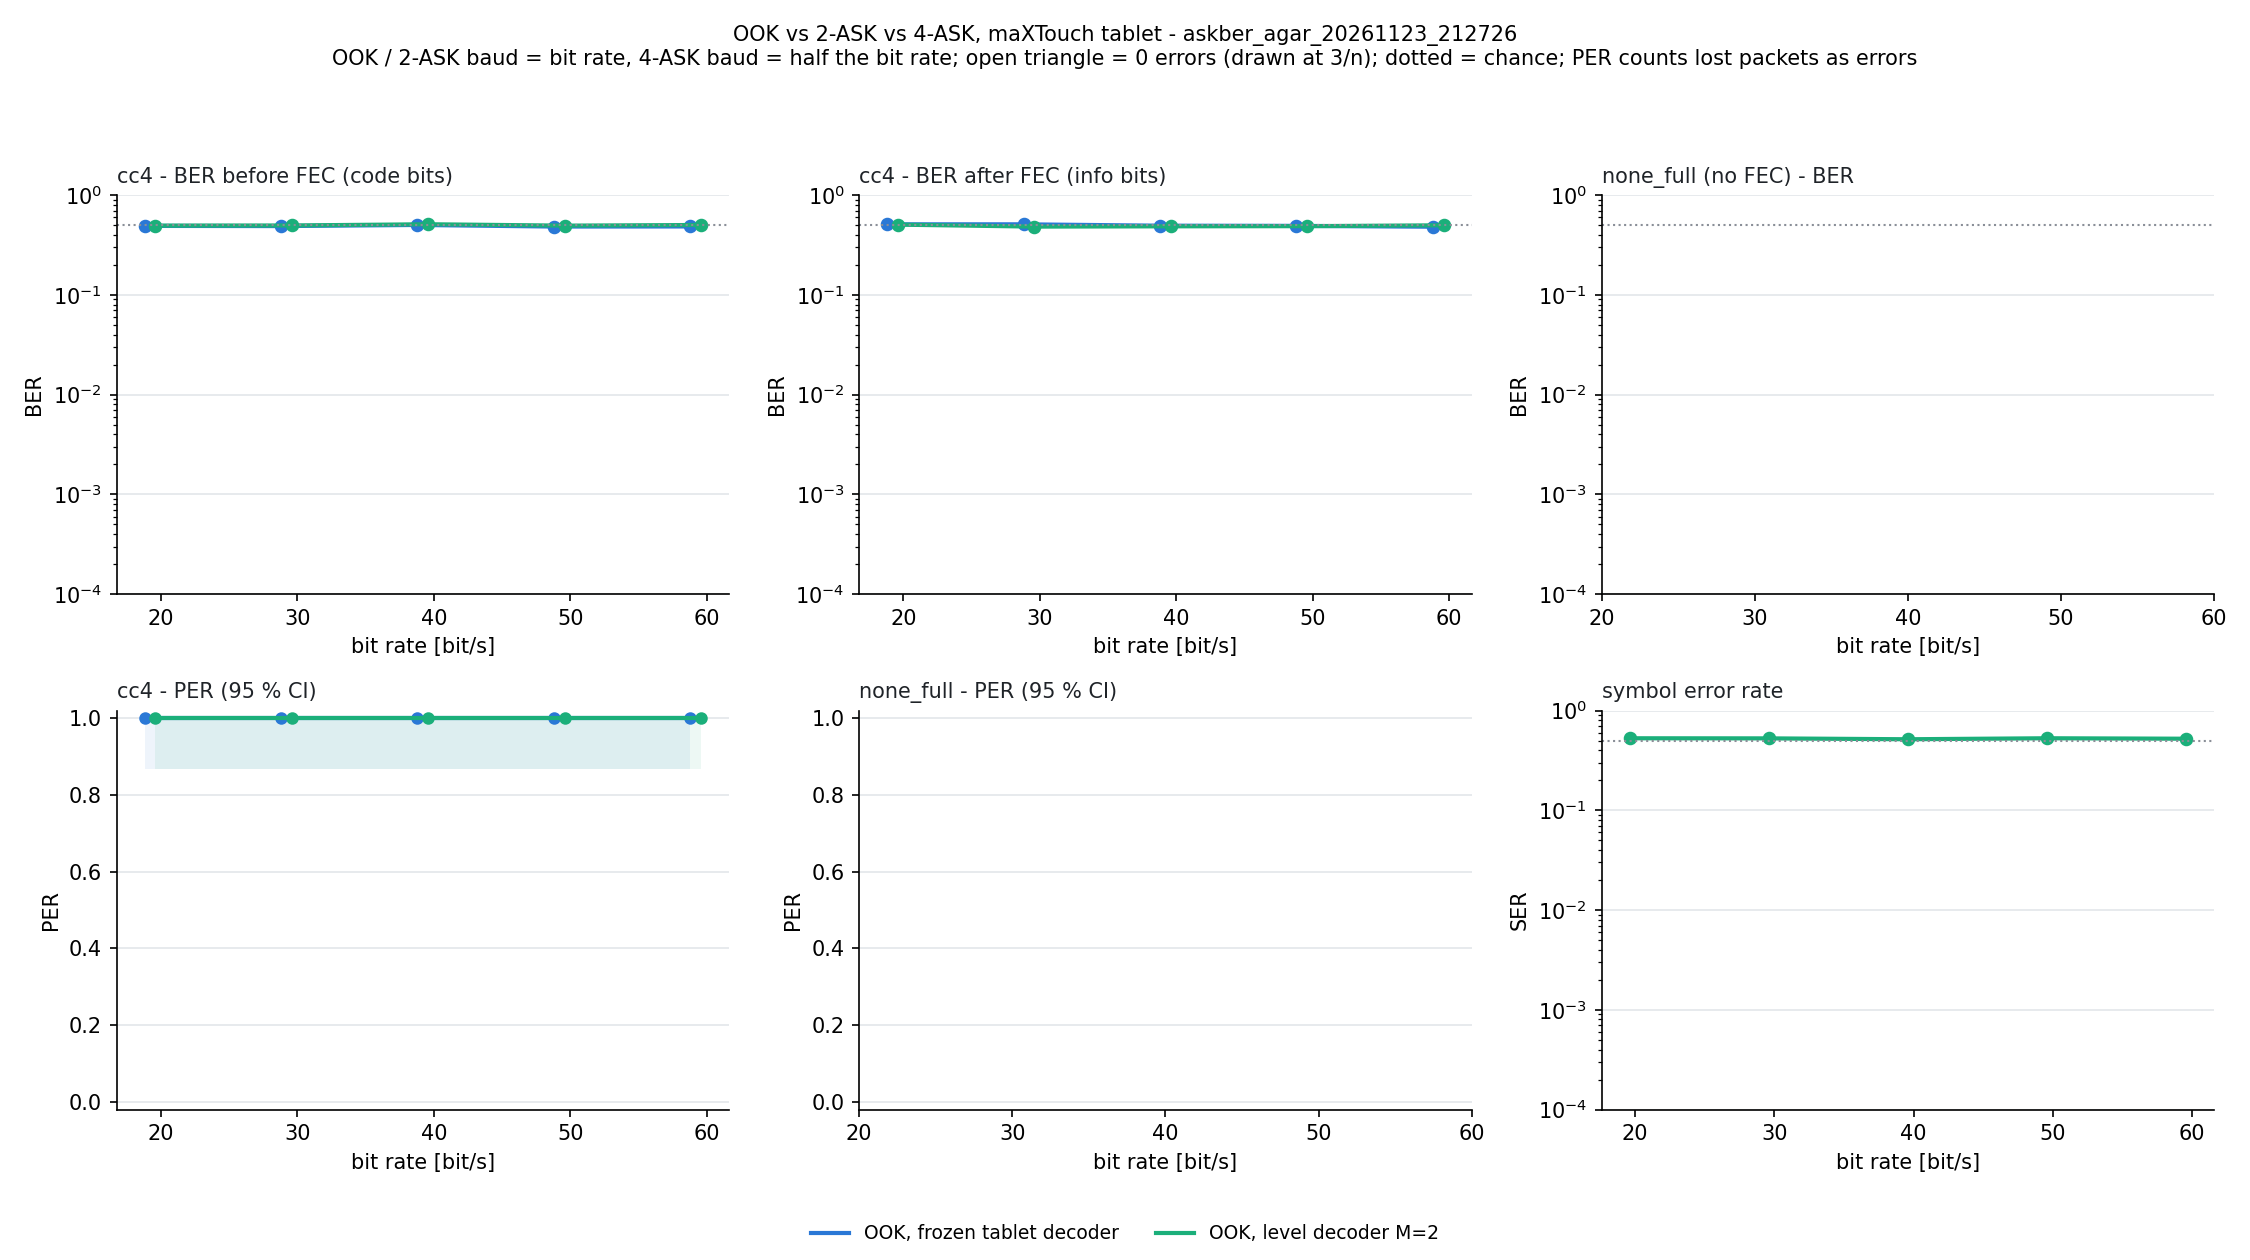 OOK vs 2-ASK vs 4-ASK, maXTouch tablet - askber_agar_20261123_212726
OOK / 2-ASK baud = bit rate, 4-ASK baud = half the bit rate; open triangle = 0 errors (drawn at 3/n); dotted = chance; PER counts lost packets as errors
cc4 - BER before FEC (code bits)
10⁰
10⁻¹
10⁻²
10⁻³
10⁻⁴
BER
20 30 40 50 60
bit rate [bit/s]
cc4 - BER after FEC (info bits)
10⁰
10⁻¹
10⁻²
10⁻³
10⁻⁴
BER
20 30 40 50 60
bit rate [bit/s]
none_full (no FEC) - BER
10⁰
10⁻¹
10⁻²
10⁻³
10⁻⁴
BER
20 30 40 50 60
bit rate [bit/s]
cc4 - PER (95 % CI)
1.0
0.8
0.6
0.4
0.2
0.0
PER
20 30 40 50 60
bit rate [bit/s]
none_full - PER (95 % CI)
1.0
0.8
0.6
0.4
0.2
0.0
PER
20 30 40 50 60
bit rate [bit/s]
symbol error rate
10⁰
10⁻¹
10⁻²
10⁻³
10⁻⁴
SER
20 30 40 50 60
bit rate [bit/s]
OOK, frozen tablet decoder
OOK, level decoder M=2